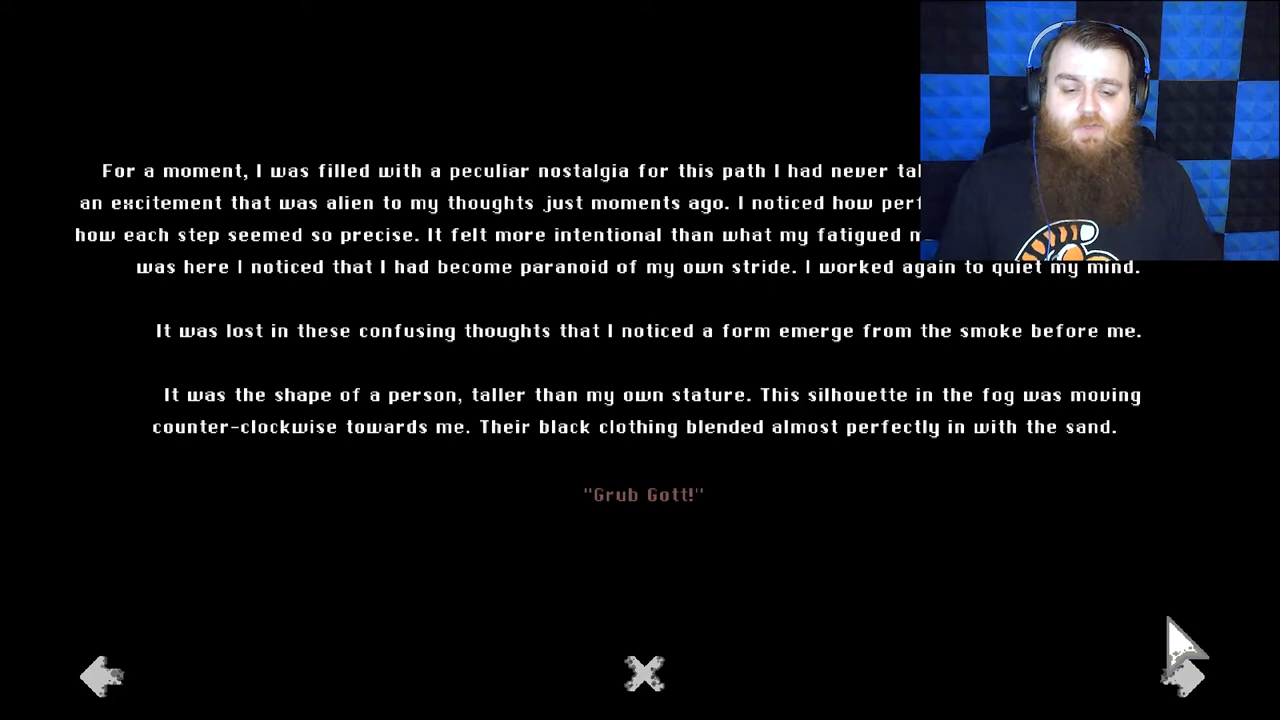 For a moment, I was filled with a peculiar nostalgia for this path I had never
an excitement that was alien to my thoughts just moments ago. I noticed how
how each step seemed so precise. It felt more intentional than what my fatigued
was here I noticed that I had become paranoid of my own stride. I worked again to quiet my mind.
It was lost in these confusing thoughts that I noticed a form emerge from the smoke before me.
It was the shape of a person, taller than my own stature. This silhouette in the fog was moving
counter-clockwise towards me. Their black clothing blended almost perfectly in with the sand.
"Grub Gott!"